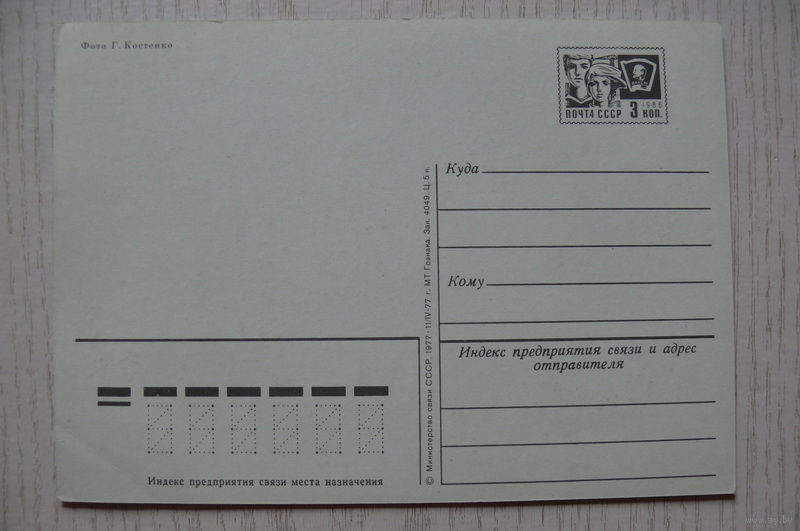 Фото Г. Костенко
1966
ПОЧТА СССР 3 КОП.
Куда
Кому
Индекс предприятия связи и адрес
отправителя
© Министерство связи СССР, 1977 · 11/IV-77 г. МТ Гознака. Зак. 4049. Ц. 5 к.
Индекс предприятия связи места назначения